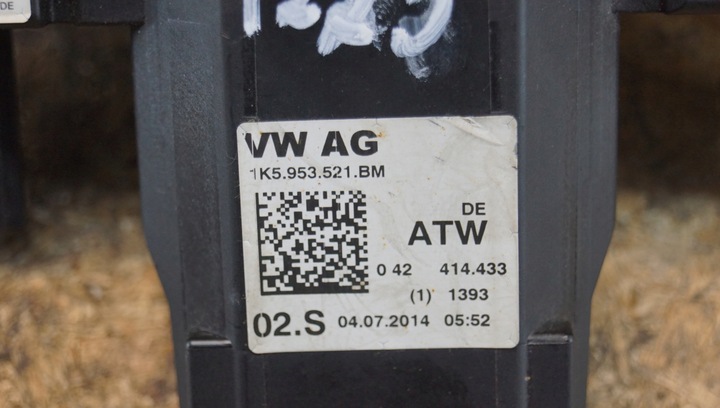 DE
VW AG
1K5.953.521.BM
DE
ATW
0 42 414.433
(1) 1393
02.S 04.07.2014 05:52